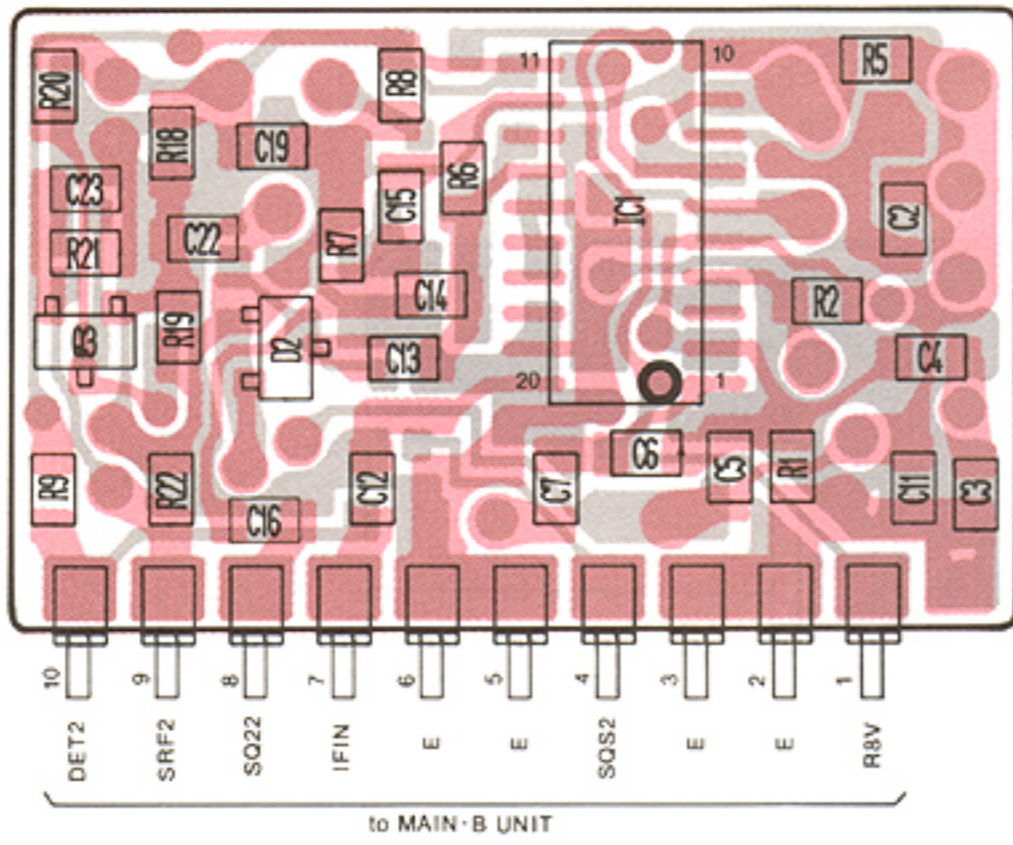 R20
R8
11
10
R5
R18
C19
C23
R6
C15
C2
C22
R7
IC1
R21
C14
R2
Q3
R19
D2
C13
C4
20
1
C6
R9
R22
C12
C7
C5
R1
C11
C3
C16
10 9 8 7 6 5 4 3 2 1
DET2 SRF2 SQ22 IFIN E E SQS2 E E R8V
to MAIN·B UNIT